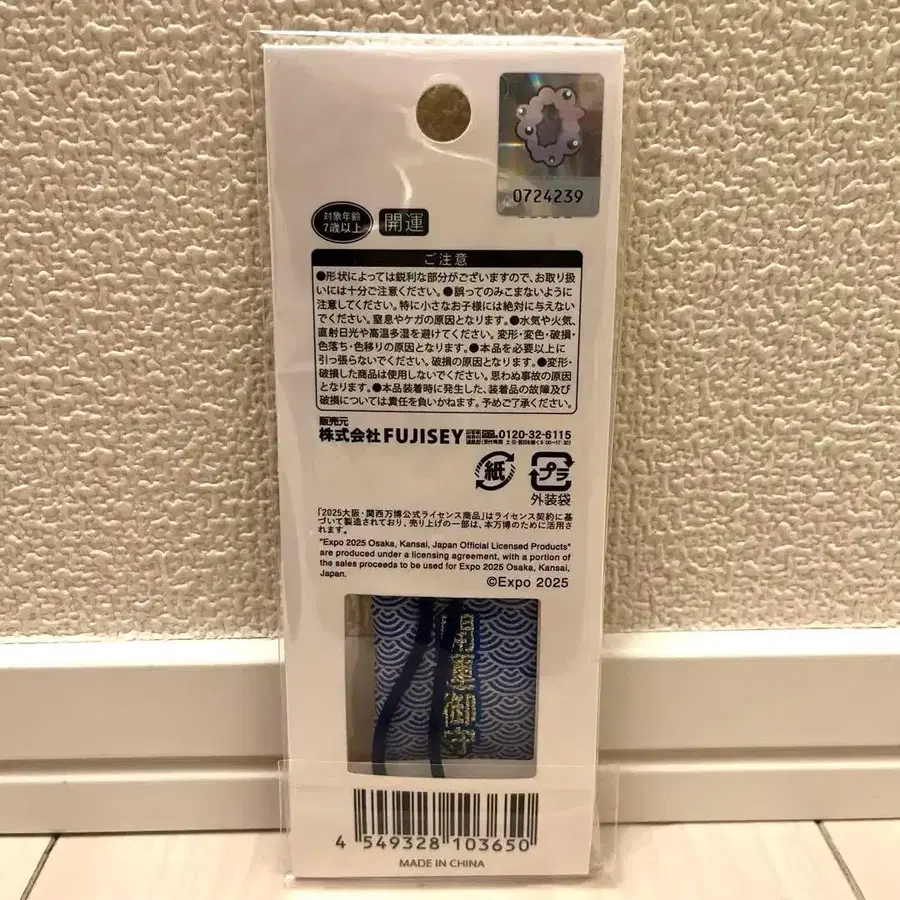 0724239
対象年齢
7歳以上
開運
ご注意
●形状によっては鋭利な部分がございますので、お取り扱
いには十分ご注意ください。●誤ってのみこまないように
注意してください。特に小さなお子様には絶対に与えない
でください。窒息やケガの原因となります。●水気や火気、
直射日光や高温多湿を避けてください。変形・変色・破損・
色落ち・色移りの原因となります。●本品を必要以上に
引っ張らないでください。破損の原因となります。●変形・
破損した商品は使用しないでください。思わぬ事故の原因
となります。●本品装着時に発生した、装着品の故障及び
破損については責任を負いかねます。予めご了承ください。
販売元
株式会社FUJISEY 0120-32-6115
紙
プラ
外装袋
「2025大阪・関西万博公式ライセンス商品」はライセンス契約に基
づいて製造されており、売り上げの一部は、本万博のために活用されま
す。
"Expo 2025 Osaka, Kansai, Japan Official Licensed Products"
are produced under a licensing agreement, with a portion of
the sales proceeds to be used for Expo 2025 Osaka, Kansai,
Japan.
©Expo 2025
開運御守
4 549328 103650
MADE IN CHINA